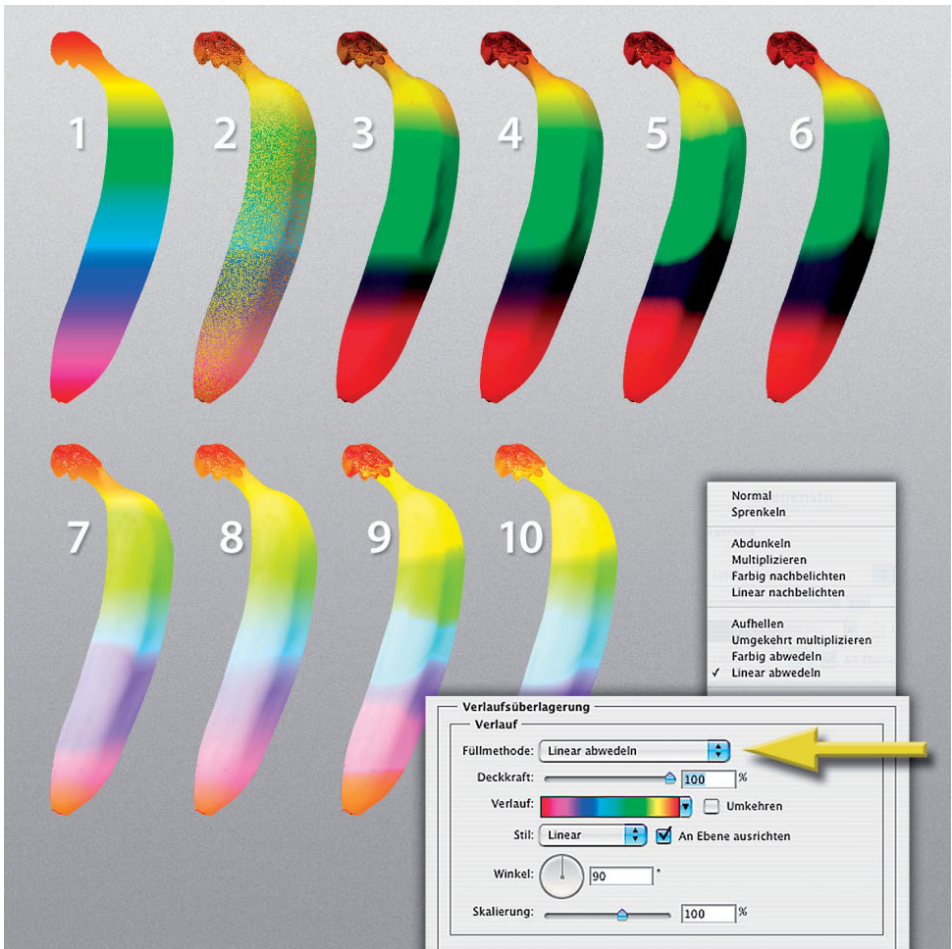 1 2 3 4 5 6
7 8 9 10
Normal
Sprenkeln
Abdunkeln
Multiplizieren
Farbig nachbelichten
Linear nachbelichten
Aufhellen
Umgekehrt multiplizieren
Farbig abwedeln
✓ Linear abwedeln
Verlaufsüberlagerung
Verlauf
Füllmethode: Linear abwedeln
Deckkraft: 100 %
Verlauf: Umkehren
Stil: Linear An Ebene ausrichten
Winkel: 90 °
Skalierung: 100 %